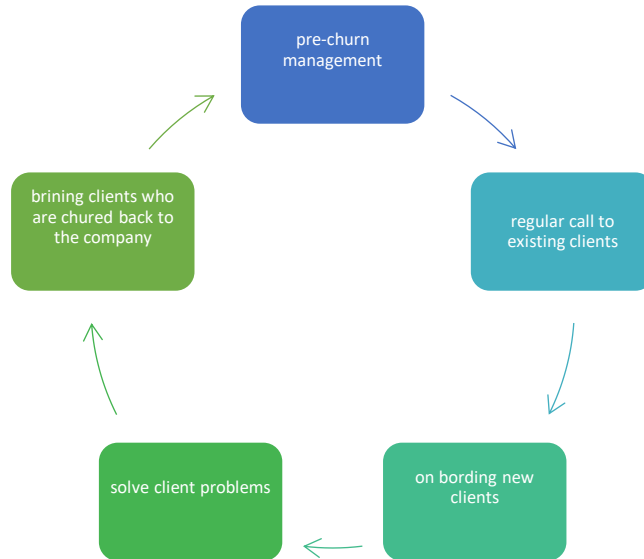 pre-churn
management
regular call to
existing clients
on bording new
clients
solve client problems
brining clients who
are chured back to
the company